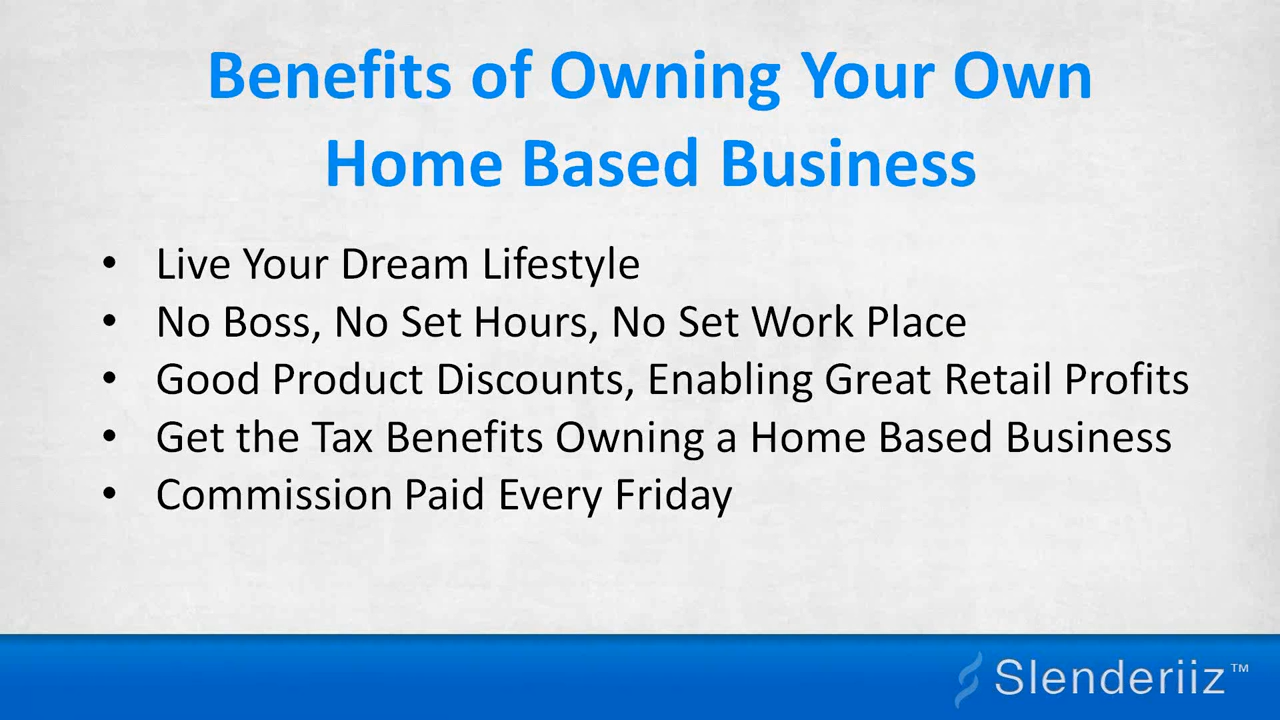 Benefits of Owning Your Own
Home Based Business
• Live Your Dream Lifestyle
• No Boss, No Set Hours, No Set Work Place
• Good Product Discounts, Enabling Great Retail Profits
• Get the Tax Benefits Owning a Home Based Business
• Commission Paid Every Friday
Slenderiiz™